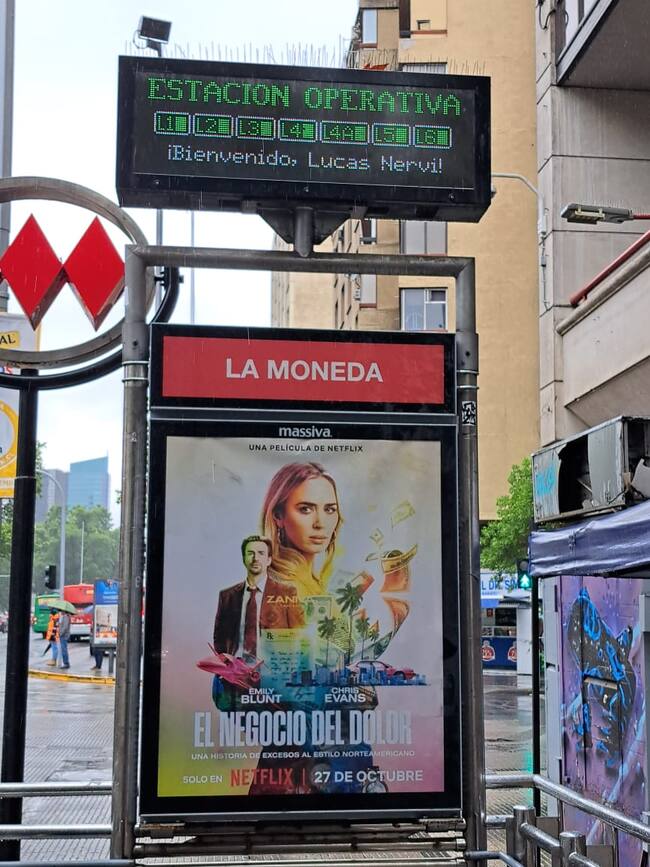 ESTACION OPERATIVA
L1 L2 L3 L4 L4A L5 L6
¡Bienvenido, Lucas Nervi!
LA MONEDA
massiva
UNA PELÍCULA DE NETFLIX
ZANNA
EMILY BLUNT
CHRIS EVANS
EL NEGOCIO DEL DOLOR
UNA HISTORIA DE EXCESOS AL ESTILO NORTEAMERICANO
SOLO EN NETFLIX | 27 DE OCTUBRE